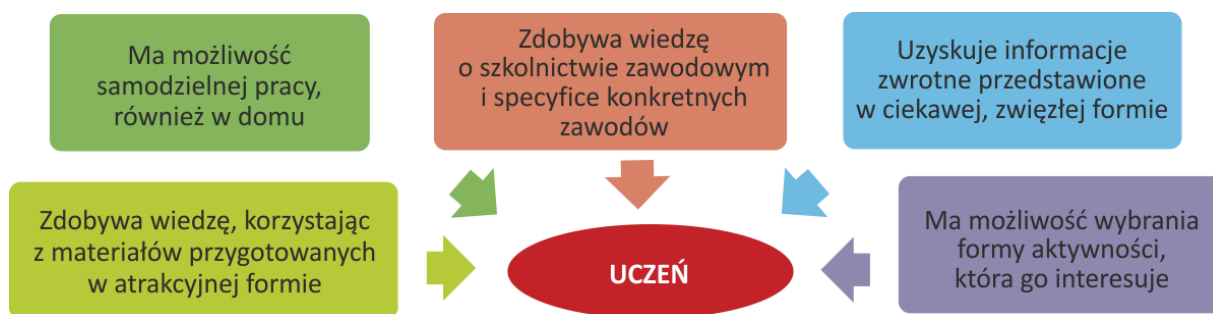 Ma możliwość
samodzielnej pracy,
również w domu
Zdobywa wiedzę
o szkolnictwie zawodowym
i specyfice konkretnych
zawodów
Uzyskuje informacje
zwrotne przedstawione
w ciekawej, zwięzłej formie
Zdobywa wiedzę, korzystając
z materiałów przygotowanych
w atrakcyjnej formie
UCZEŃ
Ma możliwość wybrania
formy aktywności,
która go interesuje